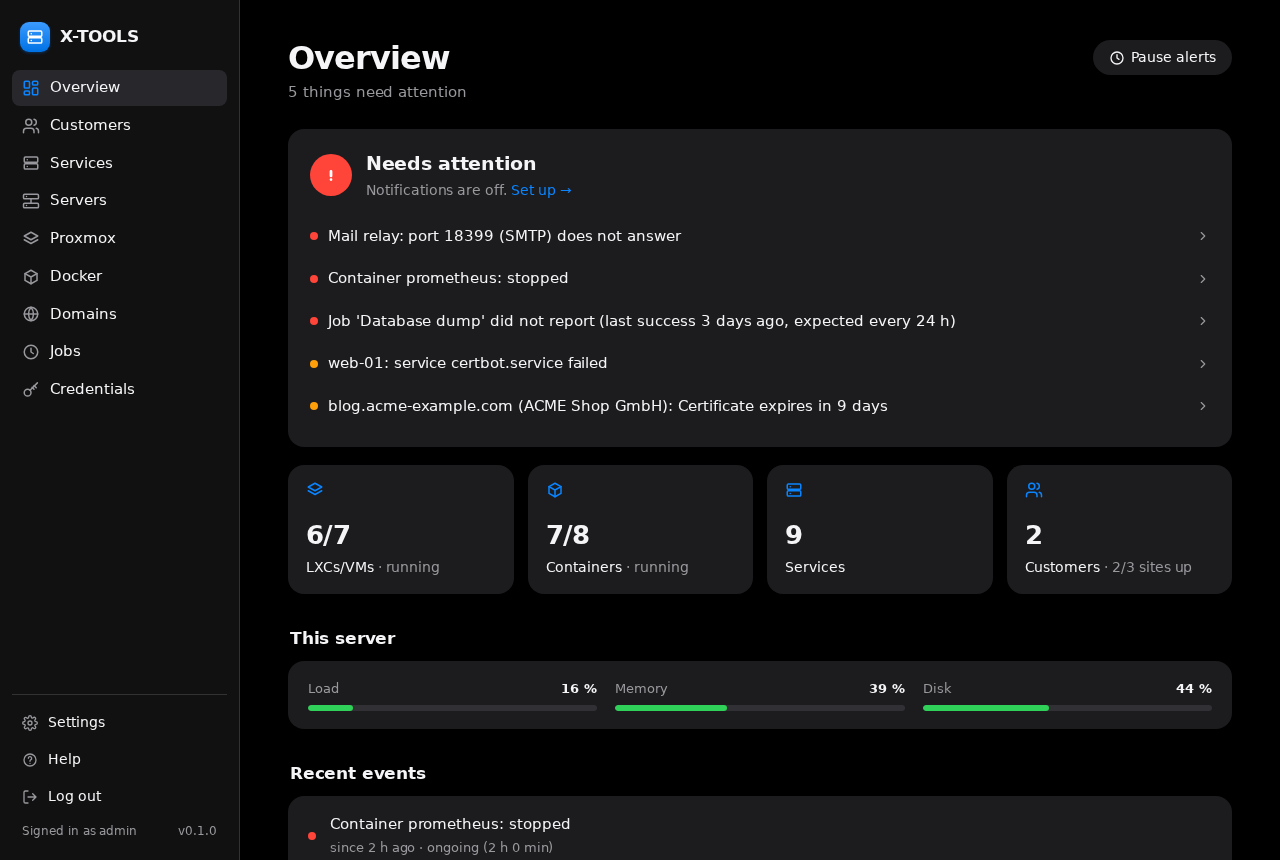 X-TOOLS
Overview
Customers
Services
Servers
Proxmox
Docker
Domains
Jobs
Credentials
Settings
Help
Log out
Signed in as admin v0.1.0
Overview
5 things need attention
Pause alerts
Needs attention
Notifications are off. Set up →
Mail relay: port 18399 (SMTP) does not answer
Container prometheus: stopped
Job 'Database dump' did not report (last success 3 days ago, expected every 24 h)
web-01: service certbot.service failed
blog.acme-example.com (ACME Shop GmbH): Certificate expires in 9 days
6/7
LXCs/VMs · running
7/8
Containers · running
9
Services
2
Customers · 2/3 sites up
This server
Load 16 %
Memory 39 %
Disk 44 %
Recent events
Container prometheus: stopped
since 2 h ago · ongoing (2 h 0 min)